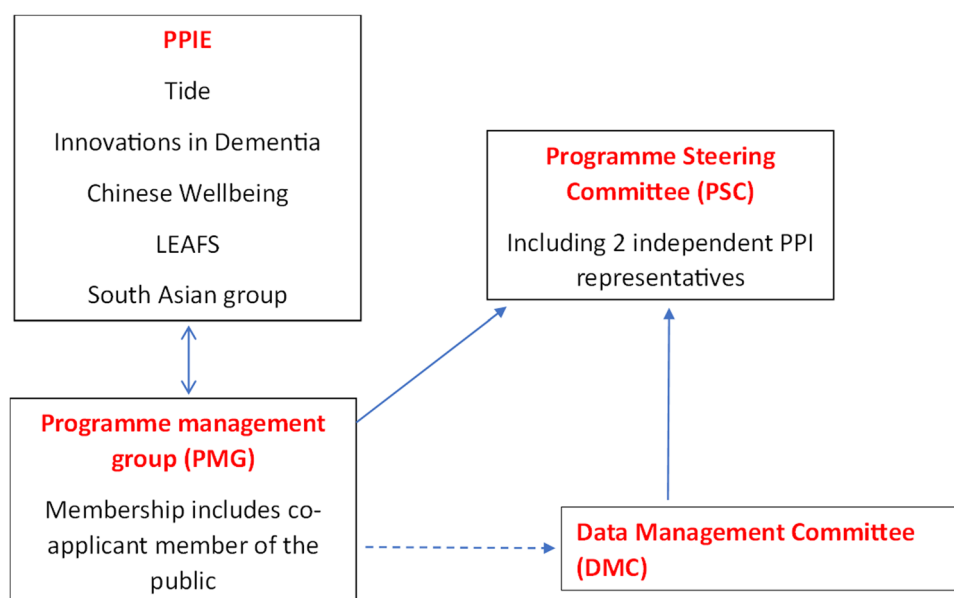 PPIE
Tide
Innovations in Dementia
Chinese Wellbeing
LEAFS
South Asian group
Programme Steering
Committee (PSC)
Including 2 independent PPI
representatives
Programme management
group (PMG)
Membership includes co-
applicant member of the
public
Data Management Committee
(DMC)